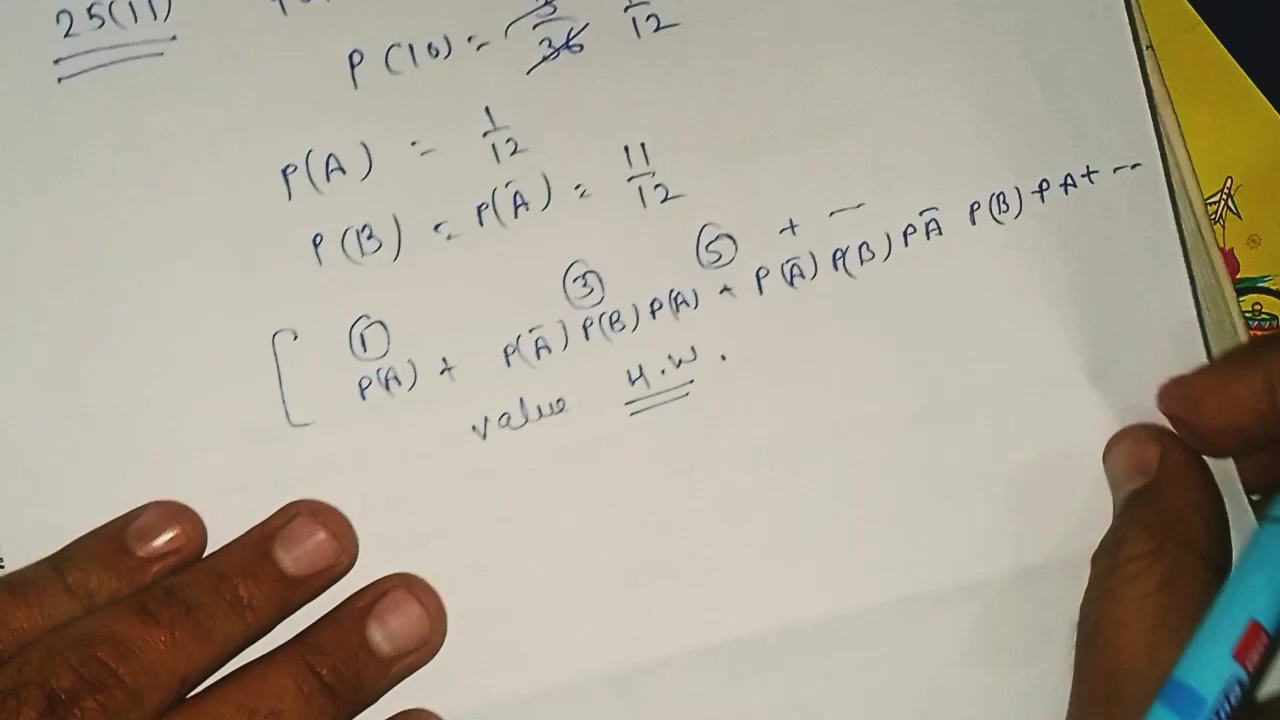 25(11)
P(10) = 3/36 1/12
P(A) = 1/12
P(B) = P(Ā) = 11/12
① ③ ⑤ + —
[ P(A) + P(Ā) P(B) P(A) + P(Ā) P(B) PĀ P(B) + PA + --
value H.W.